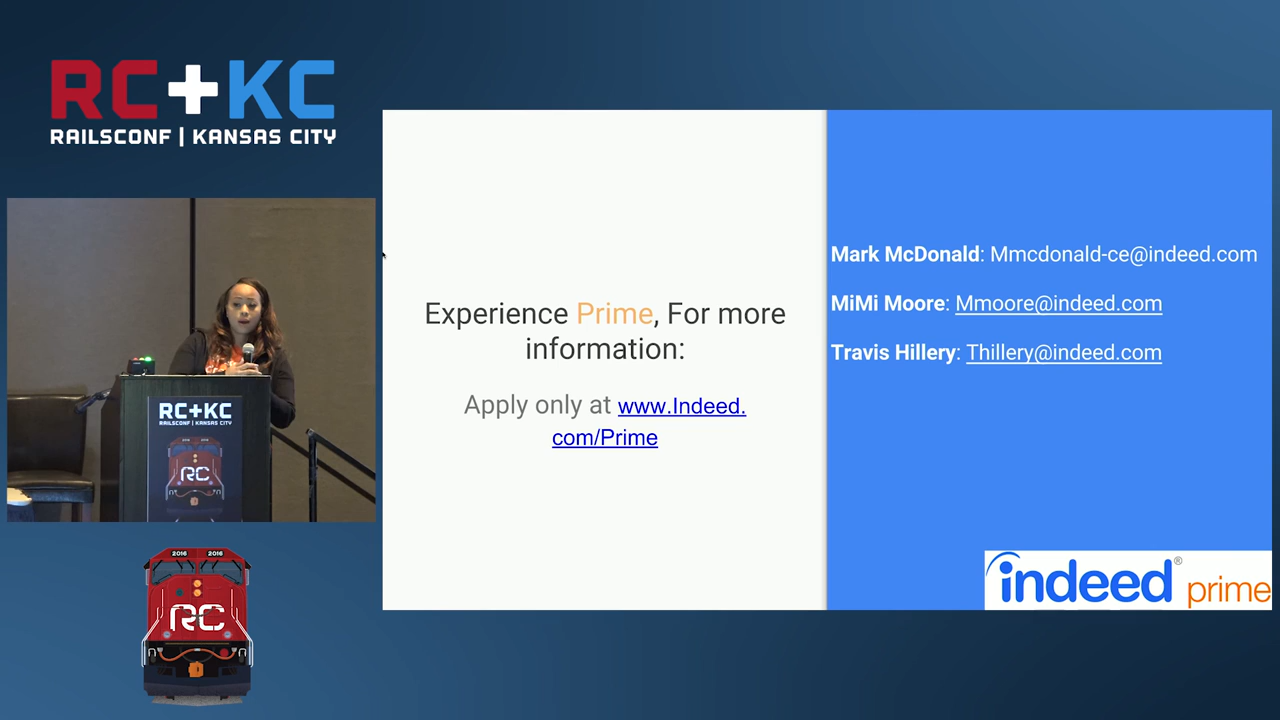 RC+KC
RAILSCONF | KANSAS CITY
Experience Prime, For more
information:
Apply only at www.Indeed.
com/Prime
Mark McDonald: Mmcdonald-ce@indeed.com
MiMi Moore: Mmoore@indeed.com
Travis Hillery: Thillery@indeed.com
indeed® prime
RC+KC
RAILSCONF | KANSAS CITY
RC
2016 2016
RC